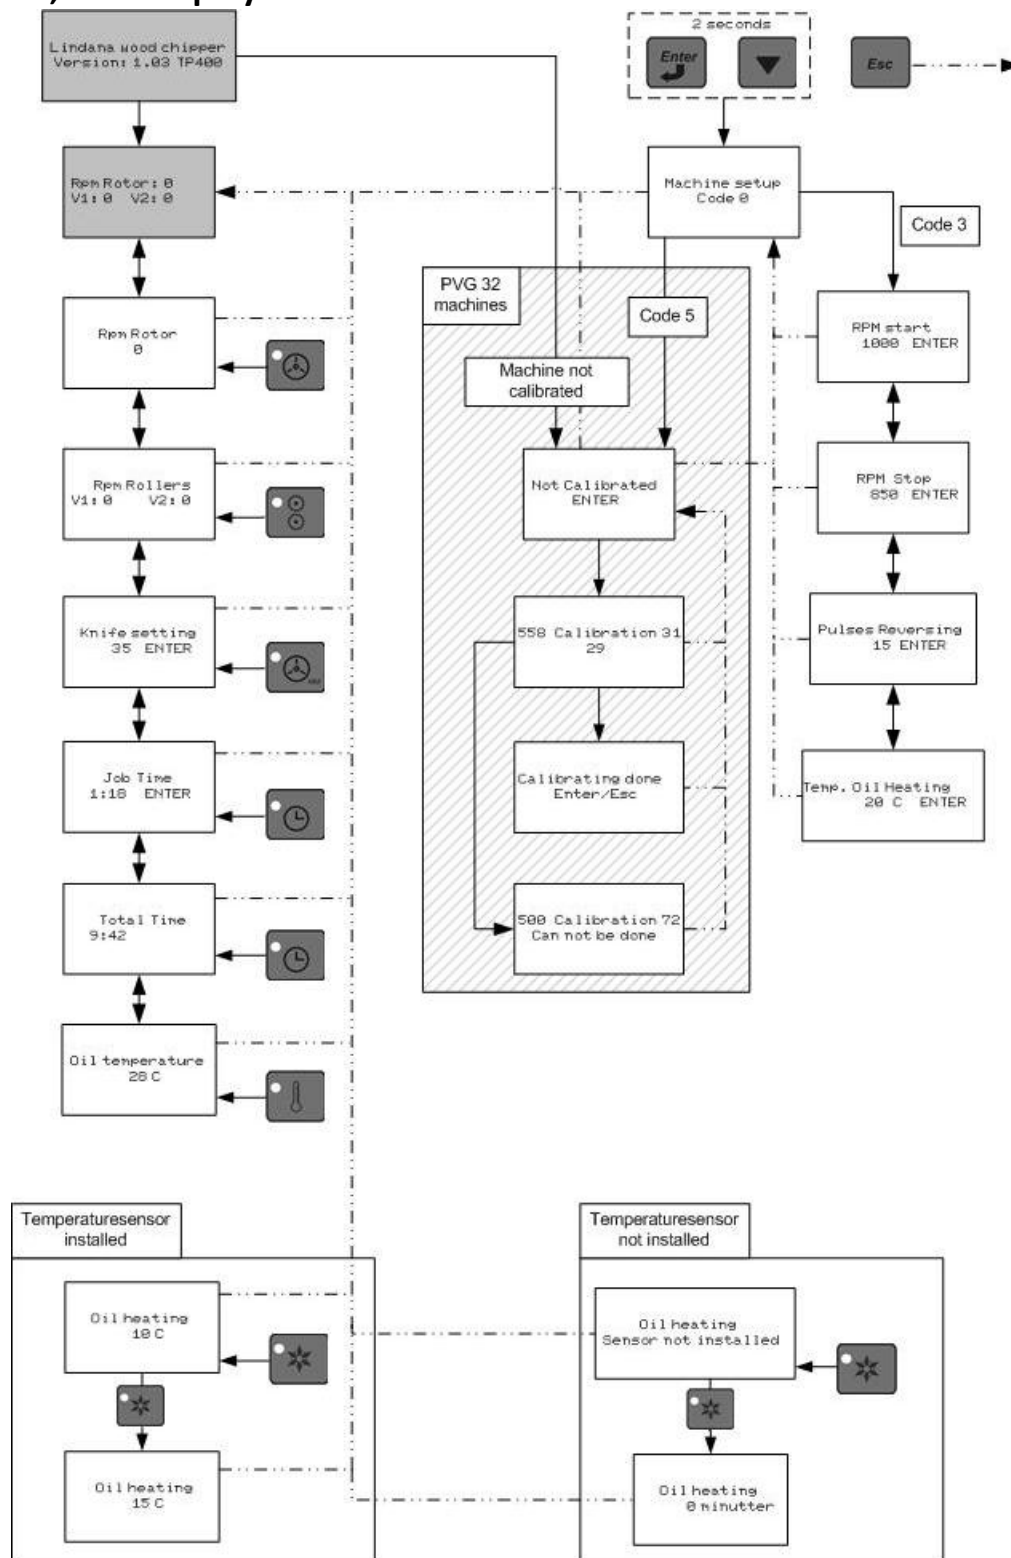 Lindana wood chipper
Version: 1.03 TP400
2 seconds
Enter
Esc
Rpm Rotor: 0
V1: 0 V2: 0
Machine setup
Code 0
Code 3
PVG 32
machines
Code 5
Rpm Rotor
0
RPM start
1000 ENTER
Machine not
calibrated
Rpm Rollers
V1: 0 V2: 0
Not Calibrated
ENTER
RPM Stop
850 ENTER
Knife setting
35 ENTER
558 Calibration 31
29
Pulses Reversing
15 ENTER
Job Time
1:18 ENTER
Calibrating done
Enter/Esc
Temp. Oil Heating
20 C ENTER
Total Time
9:42
500 Calibration 72
Can not be done
Oil temperature
28 C
Temperaturesensor
installed
Temperaturesensor
not installed
Oil heating
10 C
Oil heating
Sensor not installed
Oil heating
15 C
Oil heating
0 minutter